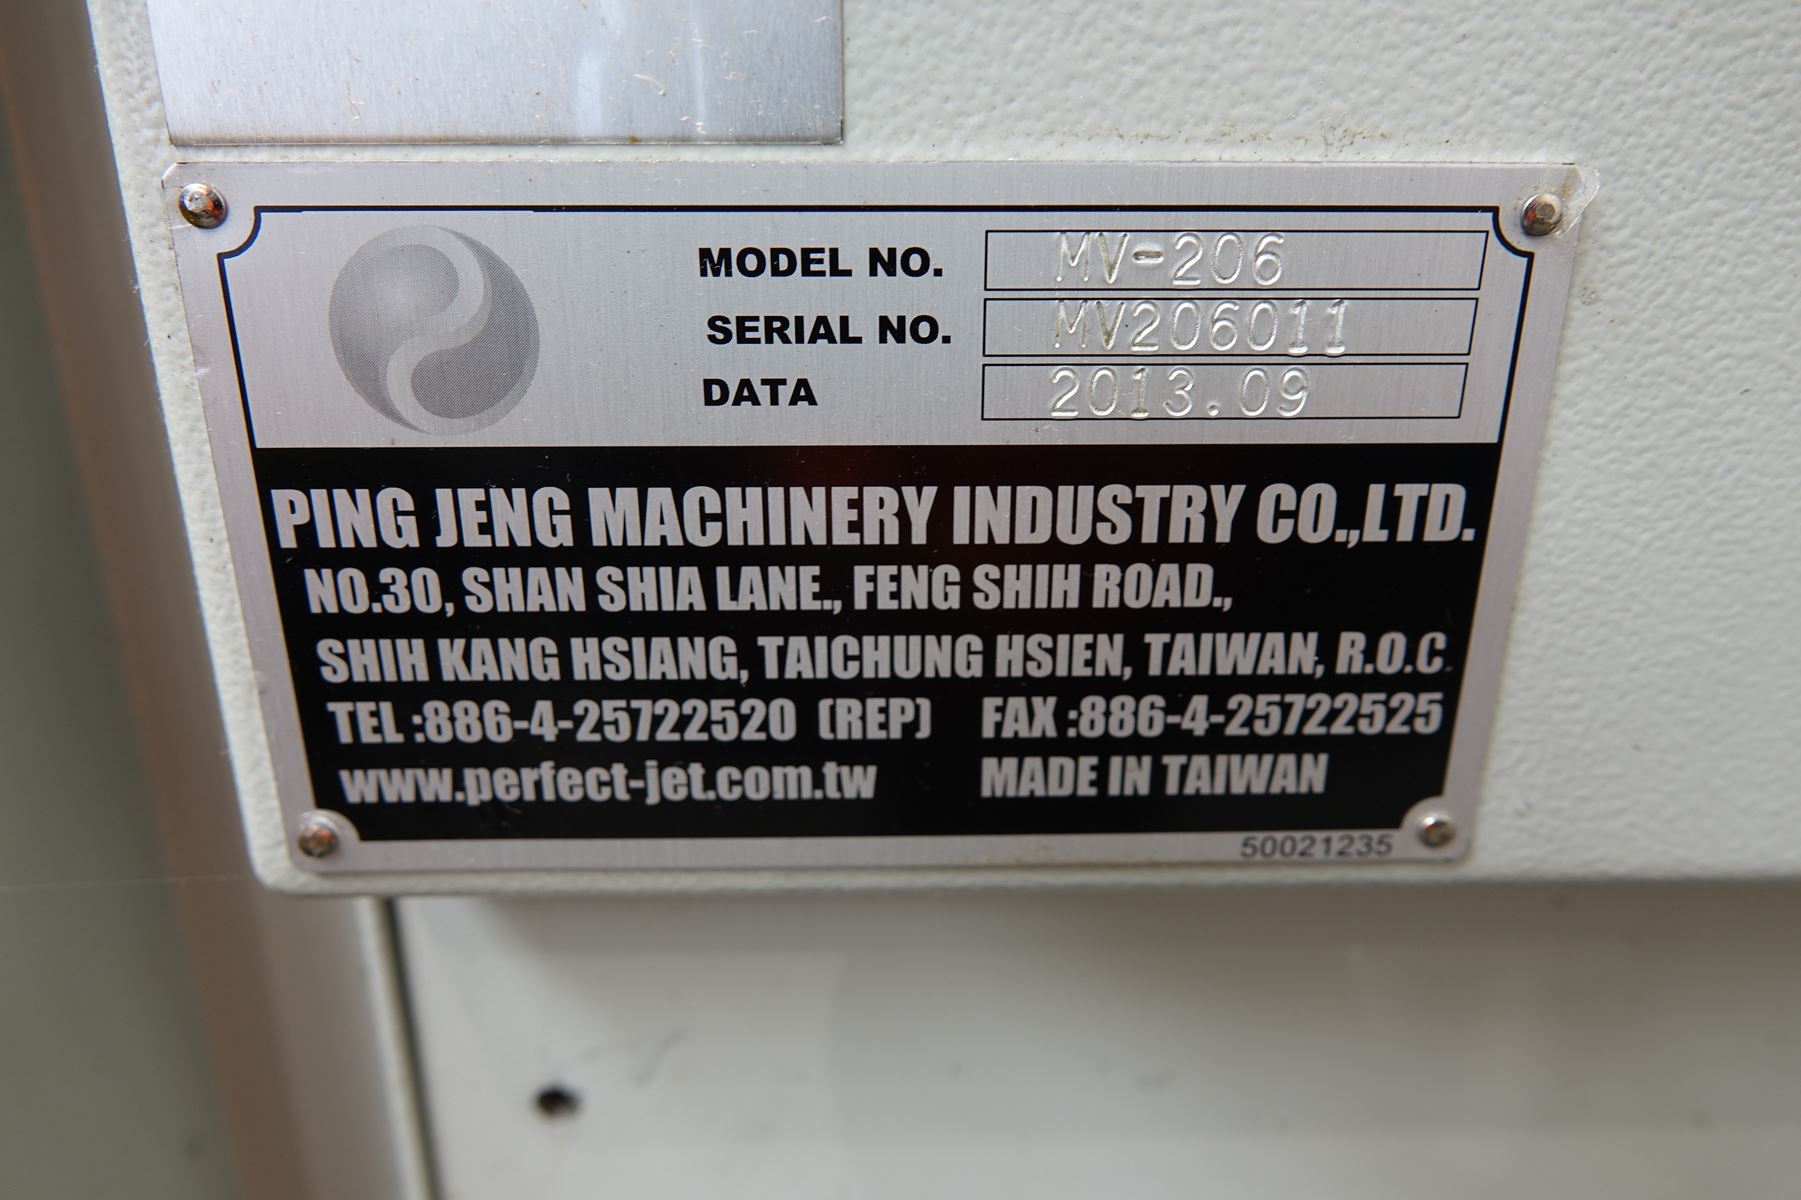 MODEL NO. MV-206
SERIAL NO. MV206011
DATA 2013.09
PING JENG MACHINERY INDUSTRY CO.,LTD.
NO.30, SHAN SHIA LANE., FENG SHIH ROAD.,
SHIH KANG HSIANG, TAICHUNG HSIEN, TAIWAN, R.O.C.
TEL :886-4-25722520 (REP) FAX :886-4-25722525
www.perfect-jet.com.tw MADE IN TAIWAN
50021235